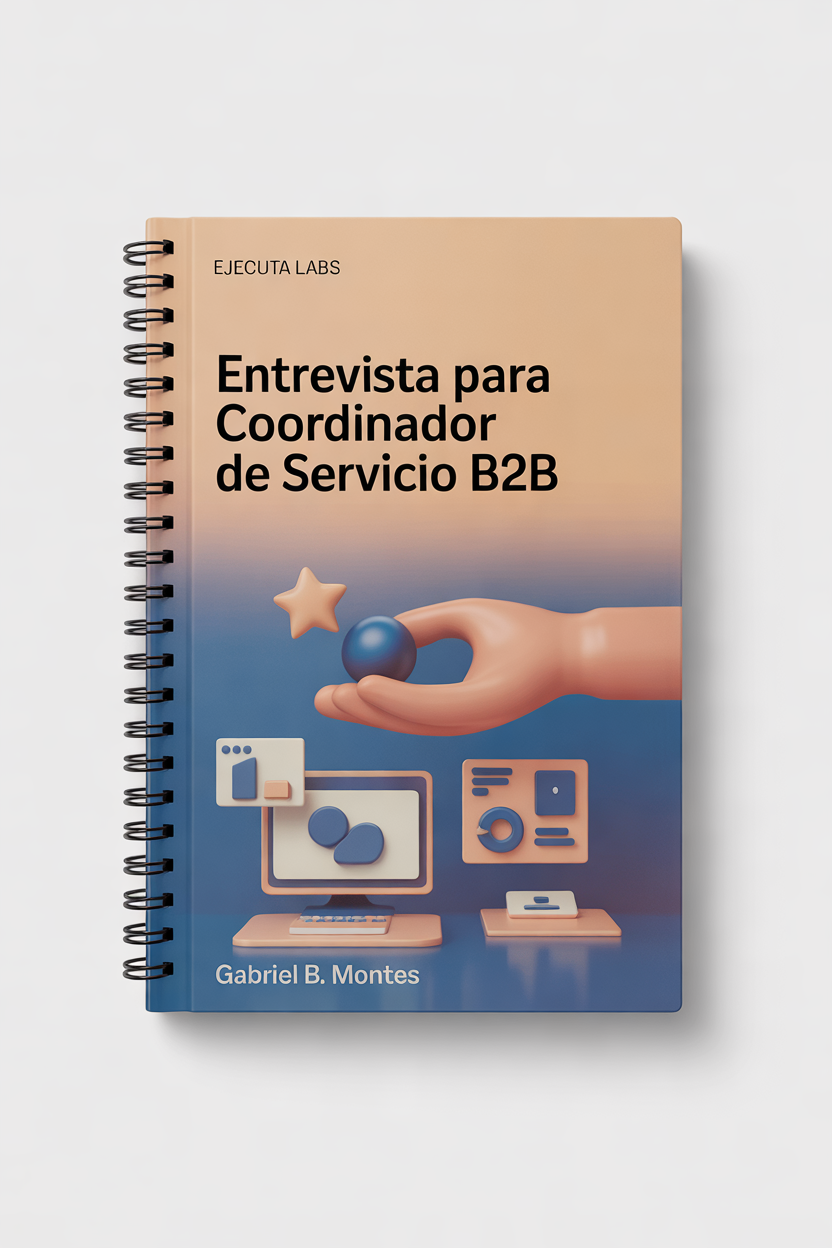 EJECUTA LABS
Entrevista para
Coordinador
de Servicio B2B
Gabriel B. Montes